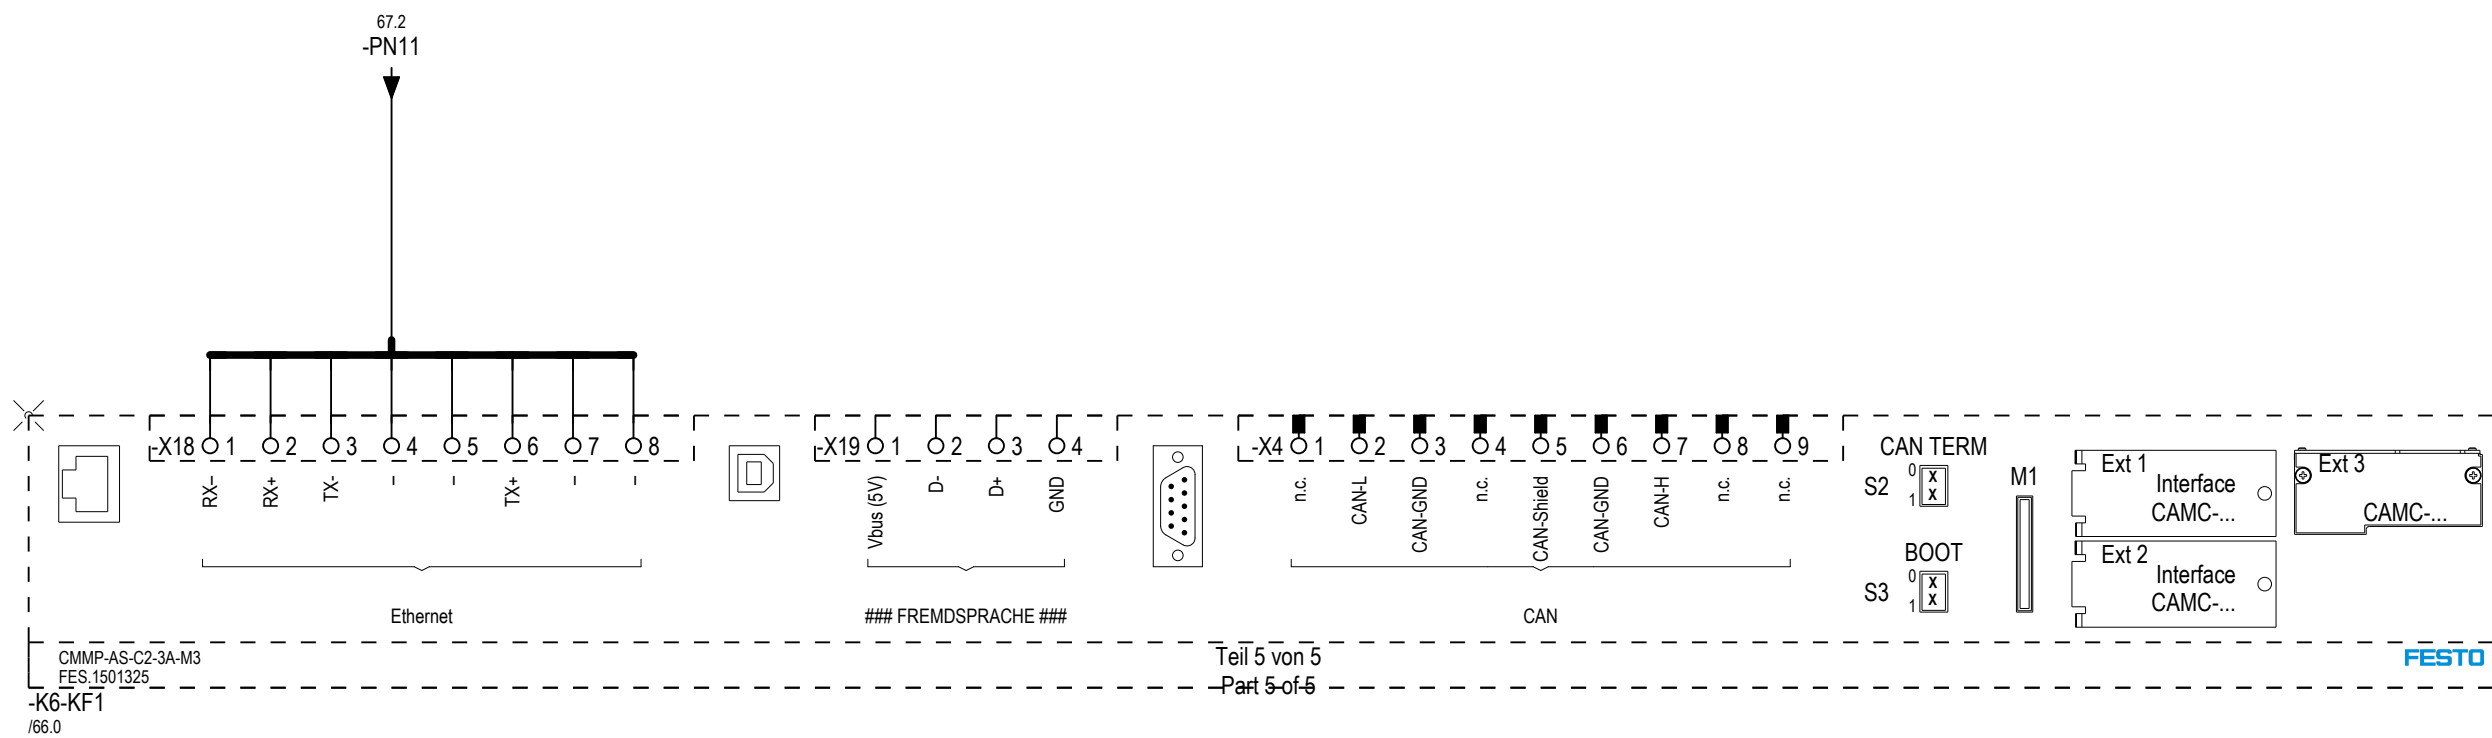 67.2
-PN11
-X18 1 2 3 4 5 6 7 8
RX- RX+ TX- - - TX+ - -
Ethernet
-X19 1 2 3 4
Vbus (5V) D- D+ GND
### FREMDSPRACHE ###
-X4 1 2 3 4 5 6 7 8 9
n.c. CAN-L CAN-GND n.c. CAN-Shield CAN-GND CAN-H n.c. n.c.
CAN
CAN TERM
S2 0 1 X X
BOOT
S3 0 1 X X
M1
Ext 1
Interface
CAMC-...
Ext 2
Interface
CAMC-...
Ext 3
CAMC-...
CMMP-AS-C2-3A-M3
FES.1501325
Teil 5 von 5
Part 5 of 5
FESTO
-K6-KF1
/66.0